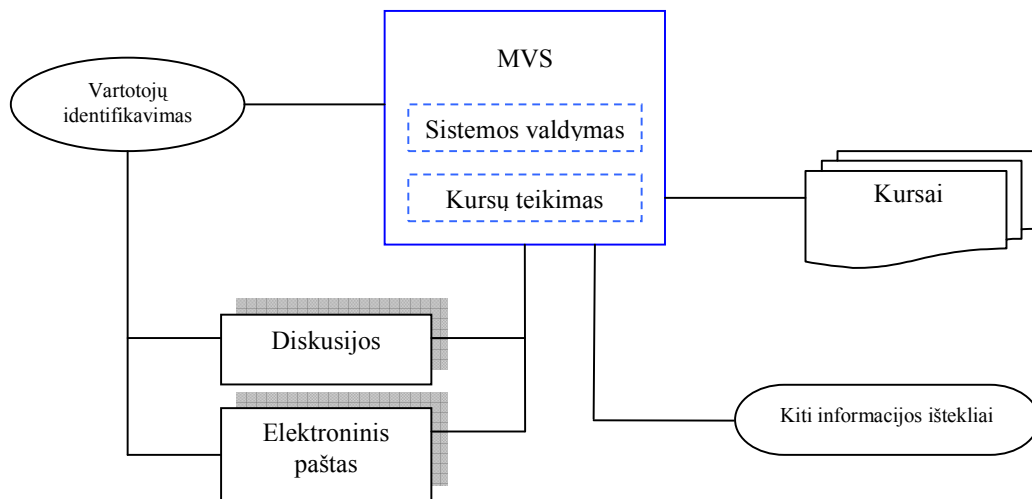 MVS
Vartotojų
identifikavimas
Sistemos valdymas
Kursų teikimas
Kursai
Diskusijos
Elektroninis
paštas
Kiti informacijos ištekliai